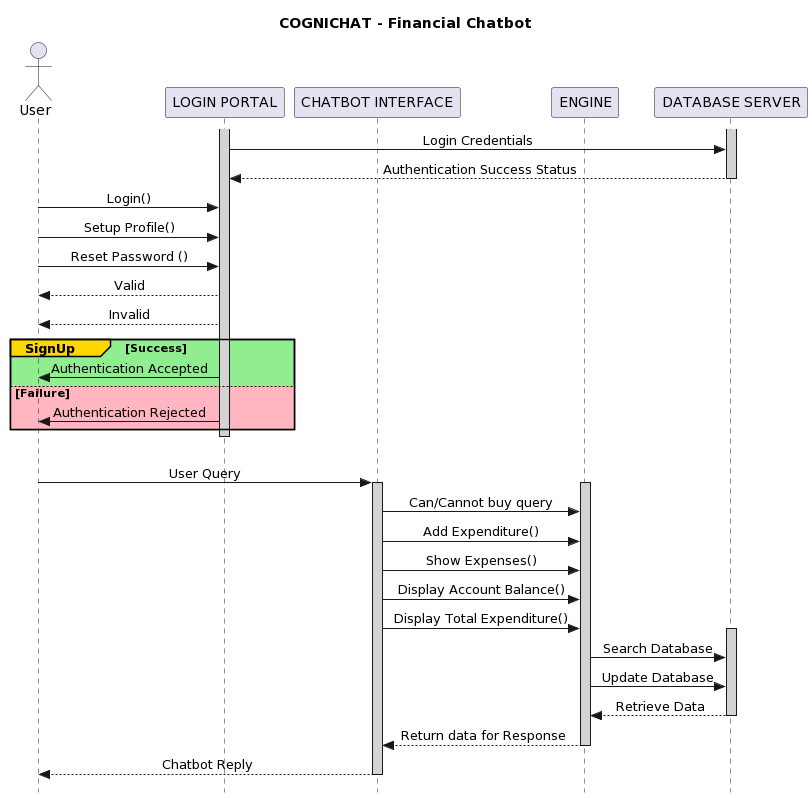 COGNICHAT - Financial Chatbot
User
LOGIN PORTAL
CHATBOT INTERFACE
ENGINE
DATABASE SERVER
Login Credentials
Authentication Success Status
Login()
Setup Profile()
Reset Password ()
Valid
Invalid
SignUp [Success]
Authentication Accepted
[Failure]
Authentication Rejected
User Query
Can/Cannot buy query
Add Expenditure()
Show Expenses()
Display Account Balance()
Display Total Expenditure()
Search Database
Update Database
Retrieve Data
Return data for Response
Chatbot Reply